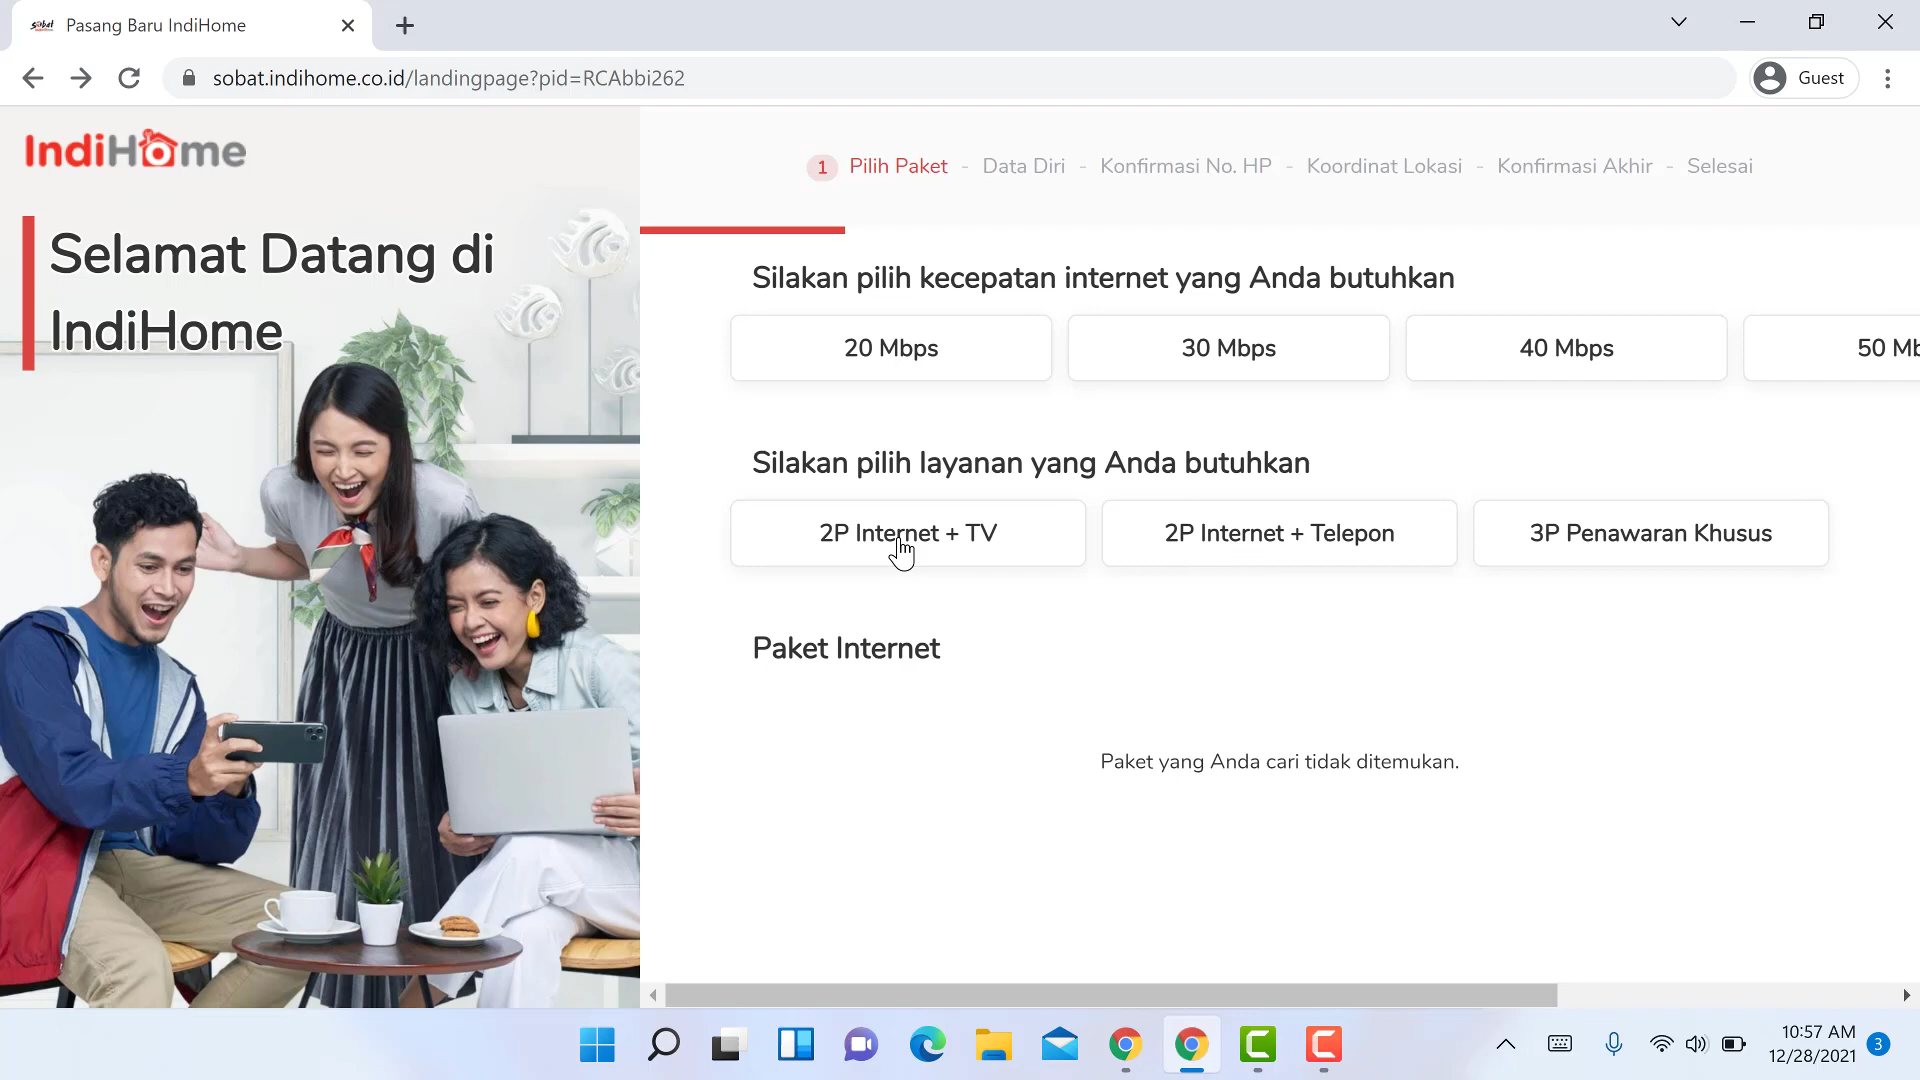 Pasang Baru IndiHome
sobat.indihome.co.id/landingpage?pid=RCAbbi262
Guest
IndiHome
Selamat Datang di
IndiHome
1 Pilih Paket - Data Diri - Konfirmasi No. HP - Koordinat Lokasi - Konfirmasi Akhir - Selesai
Silakan pilih kecepatan internet yang Anda butuhkan
20 Mbps
30 Mbps
40 Mbps
50 Mb
Silakan pilih layanan yang Anda butuhkan
2P Internet + TV
2P Internet + Telepon
3P Penawaran Khusus
Paket Internet
Paket yang Anda cari tidak ditemukan.
10:57 AM
12/28/2021
3